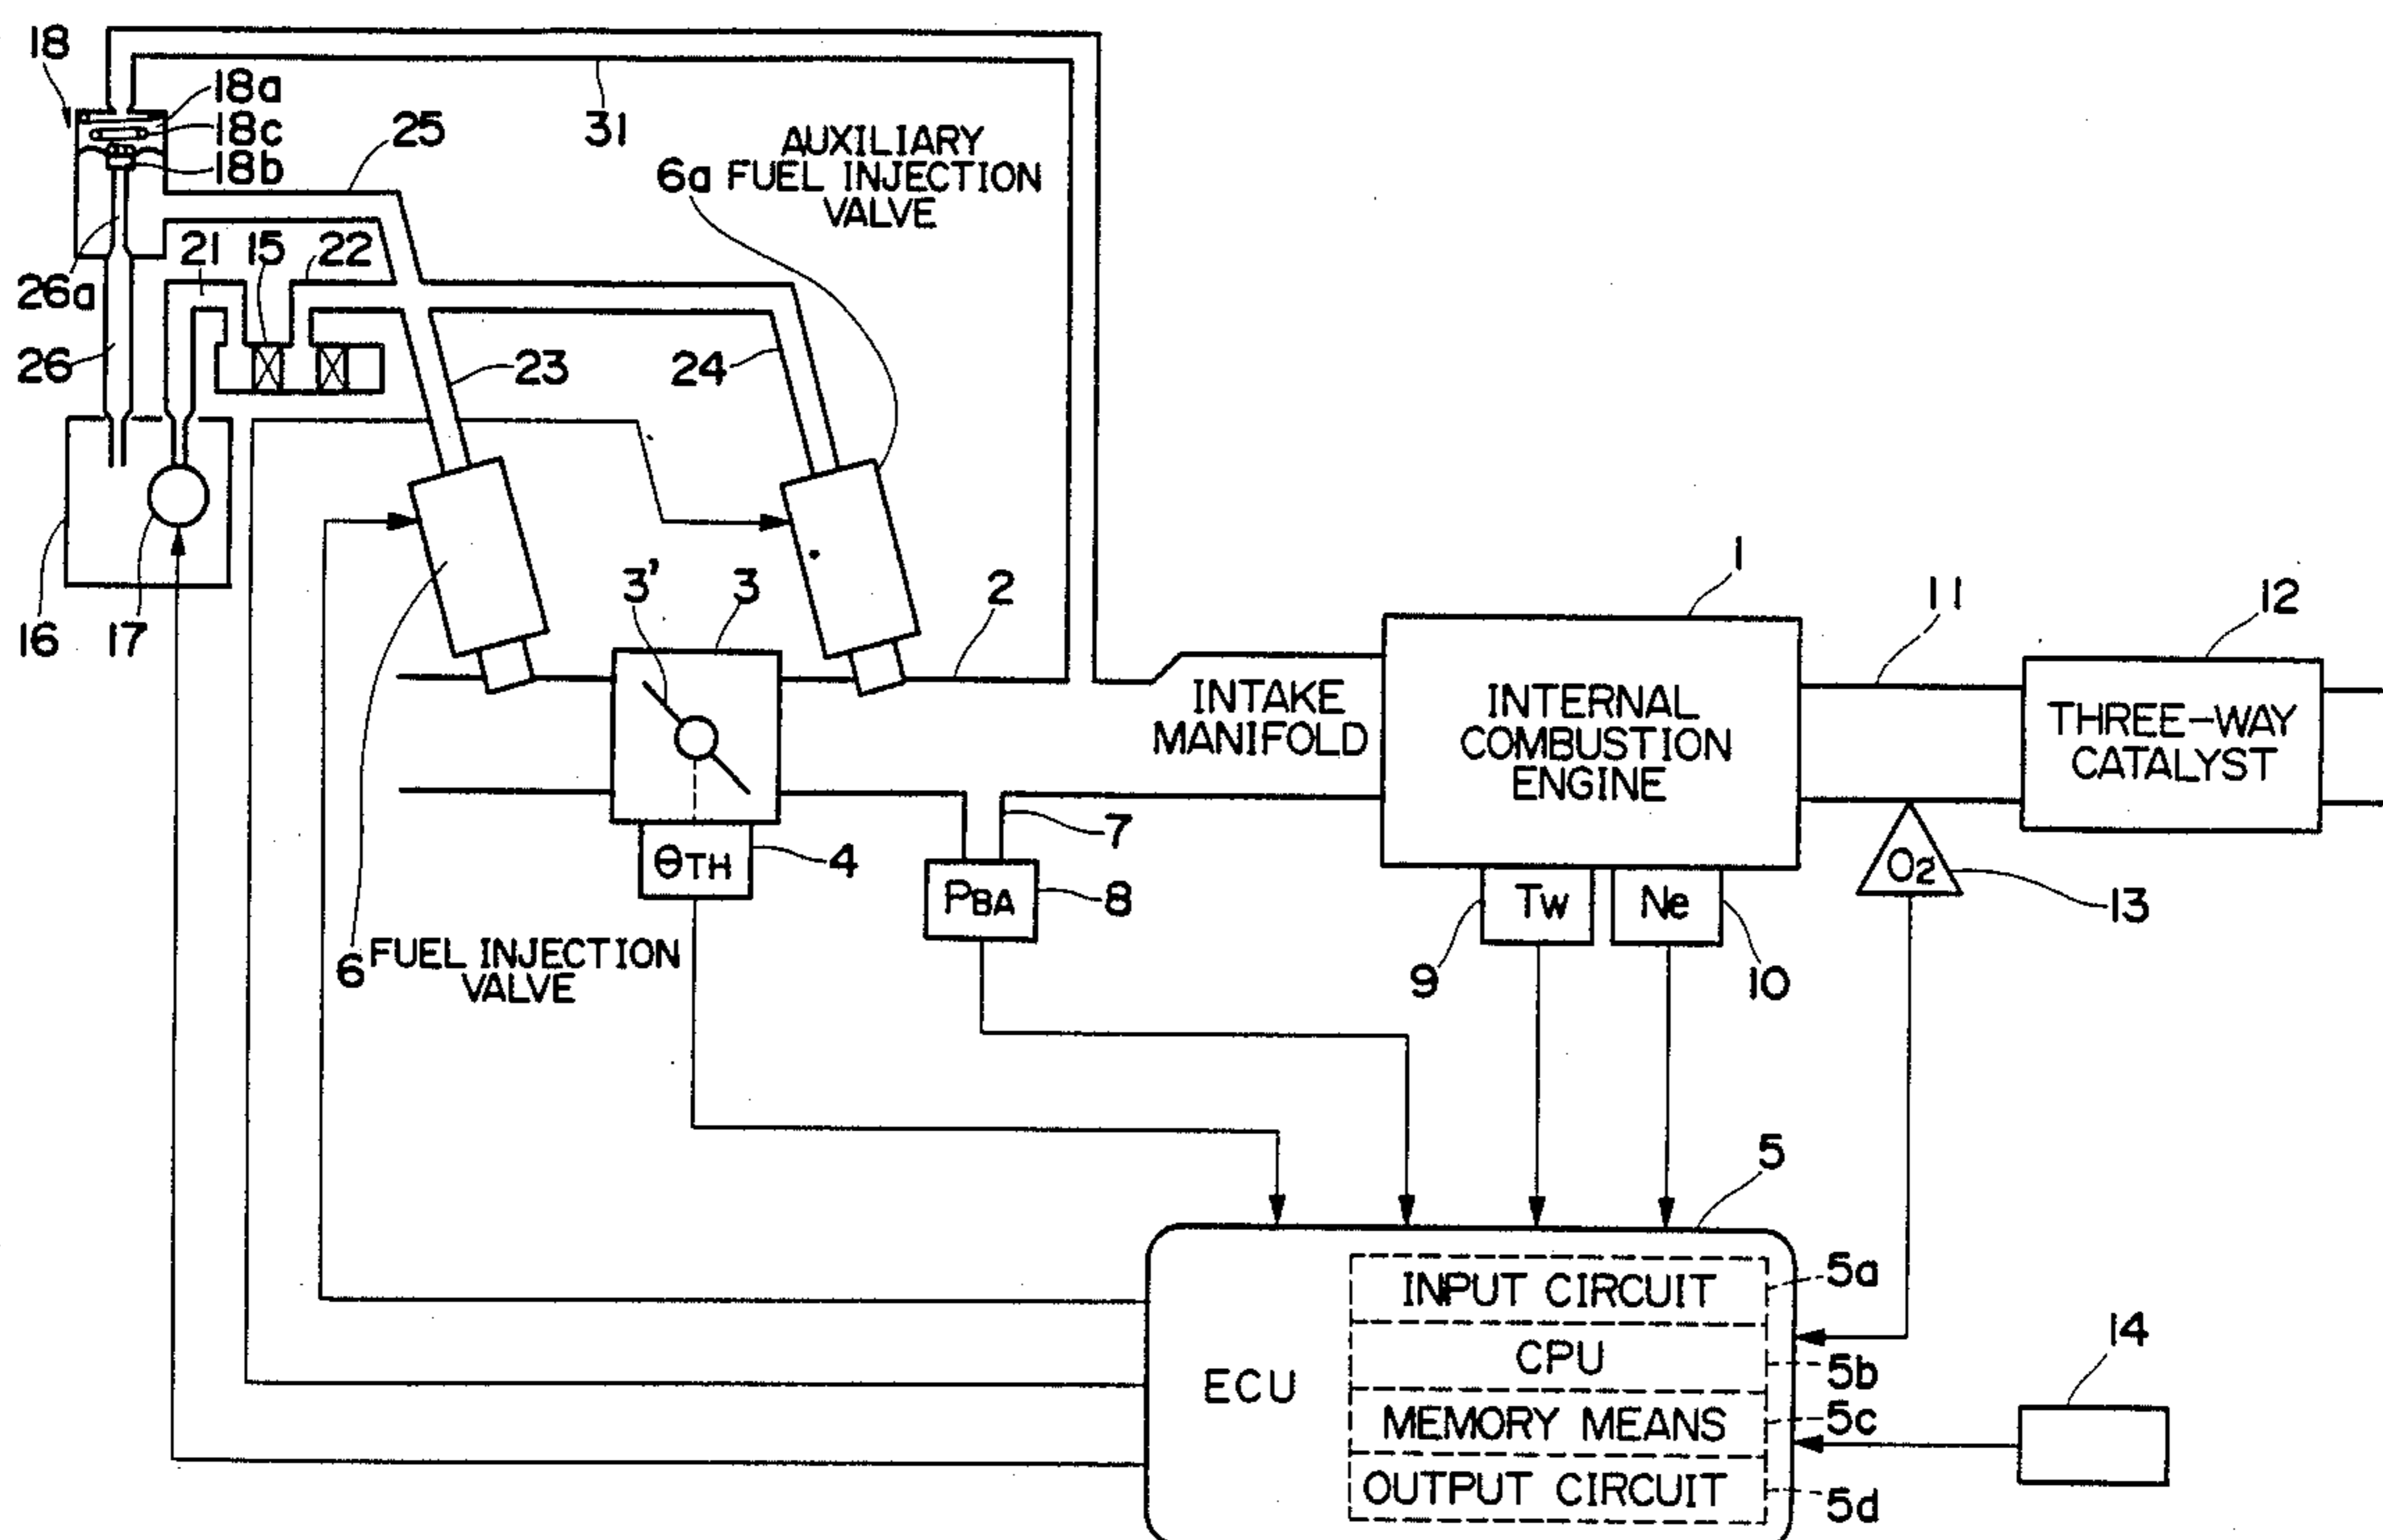 18
18a
18c
18b
25
31
AUXILIARY
6a FUEL INJECTION
VALVE
21
15
22
26a
26
23
24
16
17
3'
3
2
1
11
12
INTAKE
MANIFOLD
INTERNAL
COMBUSTION
ENGINE
THREE-WAY
CATALYST
θTH
4
7
PBA
8
Tw
Ne
O2
13
9
10
6 FUEL INJECTION
VALVE
5
INPUT CIRCUIT
5a
CPU
5b
ECU
MEMORY MEANS
5c
OUTPUT CIRCUIT
5d
14